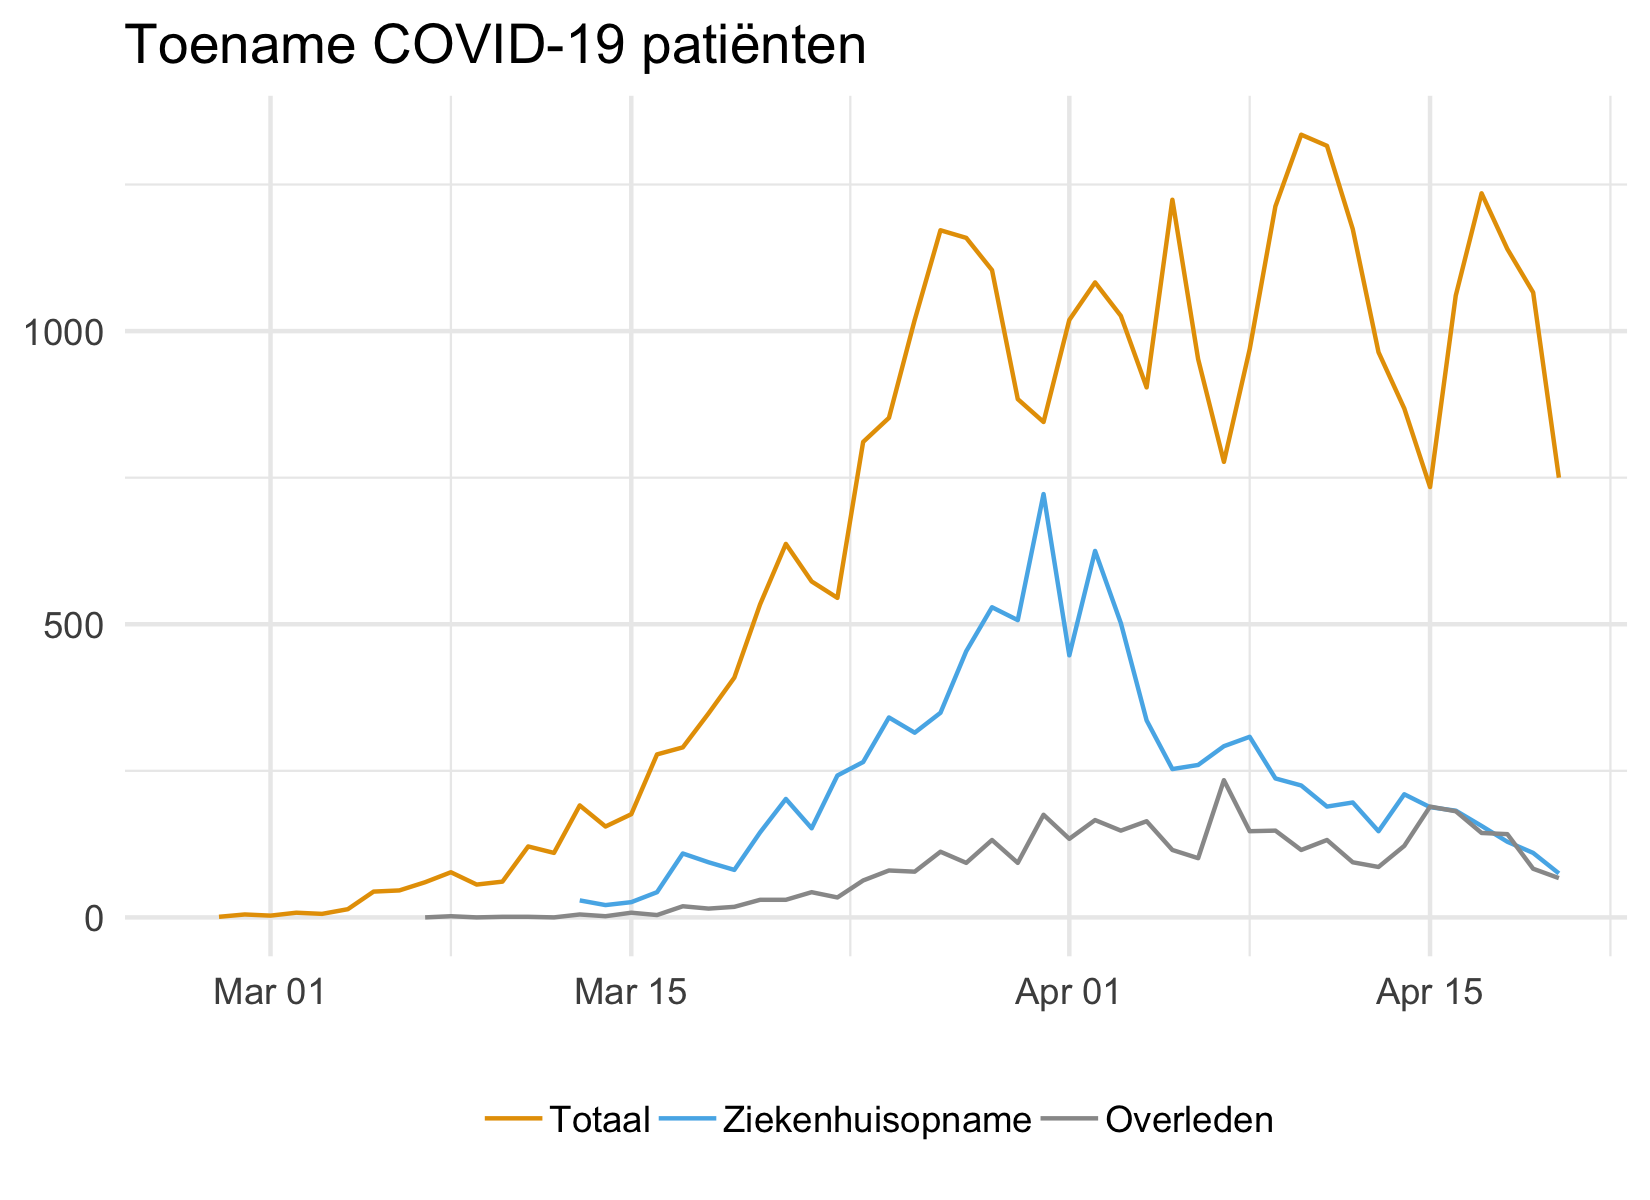 Toename COVID-19 patiënten
1000
500
0
Mar 01 Mar 15 Apr 01 Apr 15
Totaal Ziekenhuisopname Overleden